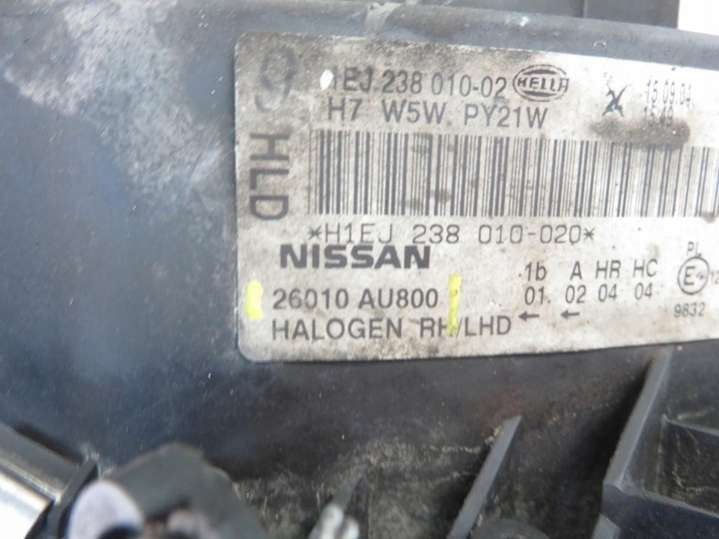 1EJ 238 010-02 HELLA 15.09.04
H7 W5W PY21W
HLD
*H1EJ 238 010-020*
NISSAN
1b A HR HC
26010 AU800 01 02 04 04 E
HALOGEN RH/LHD 9832